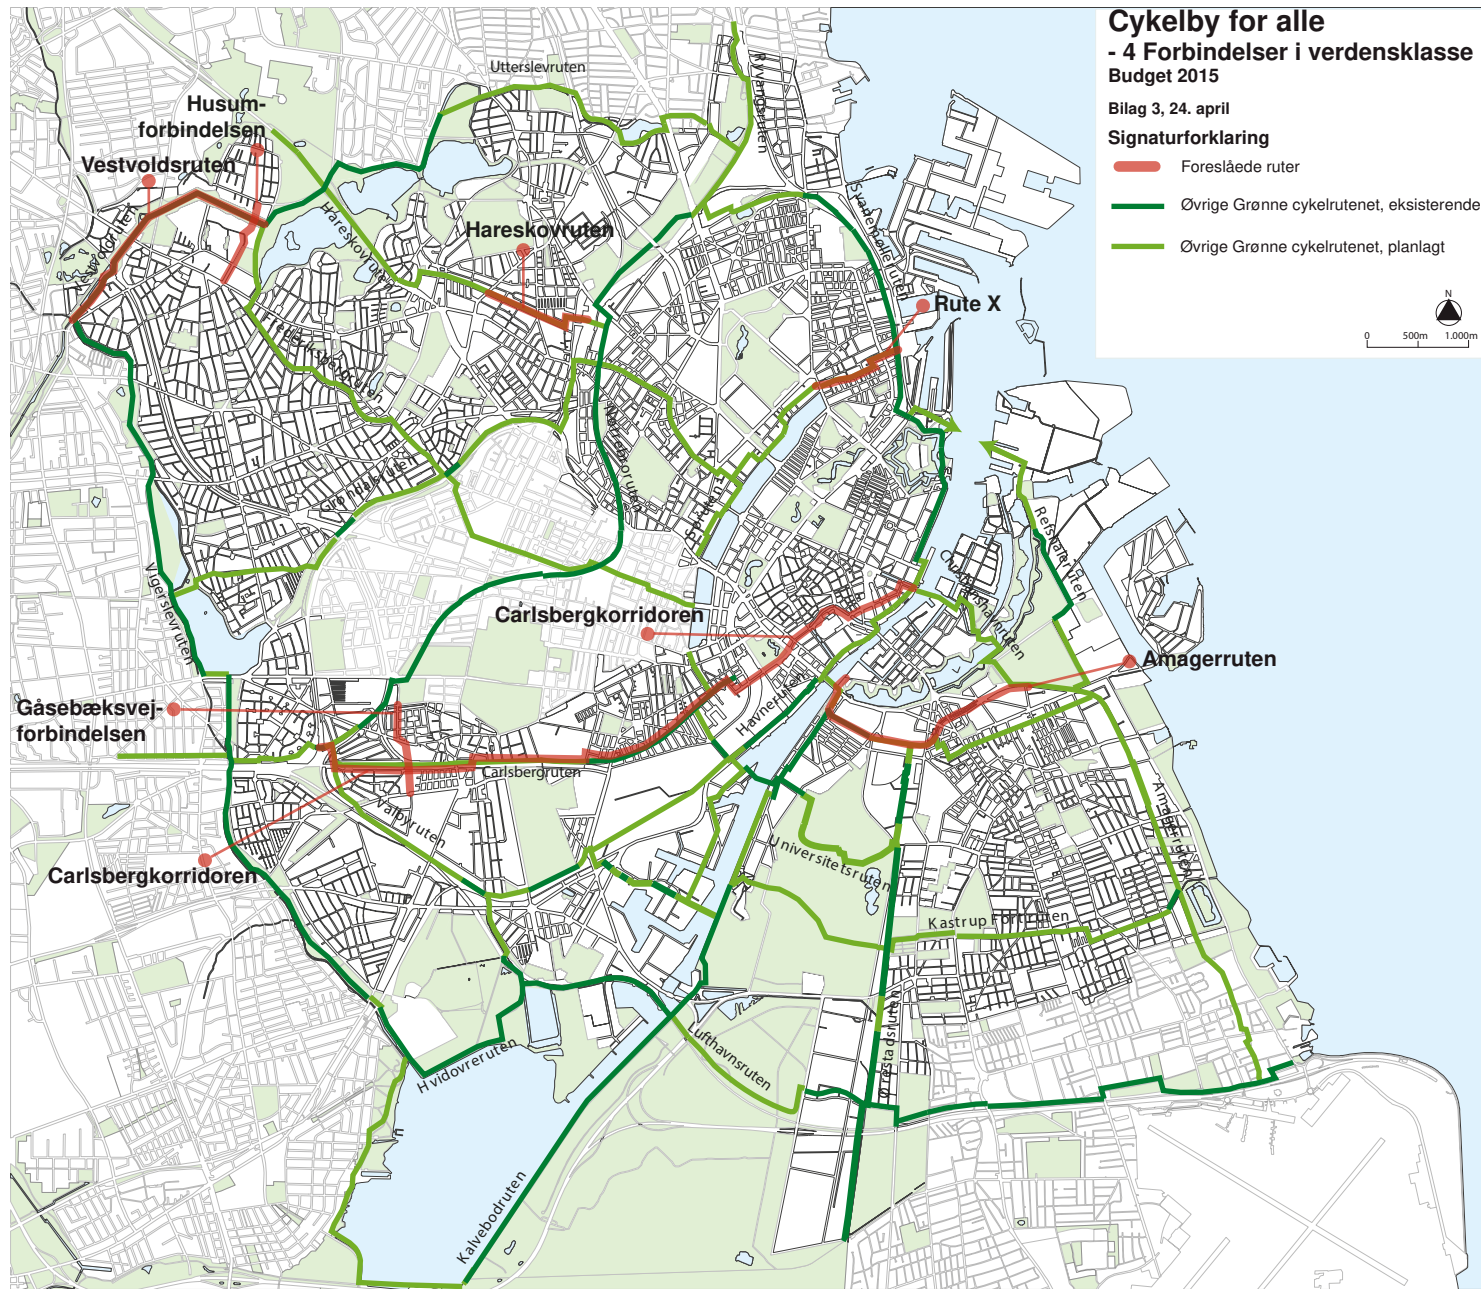 Cykelby for alle
- 4 Forbindelser i verdensklasse
Budget 2015
Bilag 3, 24. april
Signaturforklaring
Foreslåede ruter
Øvrige Grønne cykelrutenet, eksisterende
Øvrige Grønne cykelrutenet, planlagt
N
0 500m 1.000m
Utterslevruten
Ryvangsruten
Husum-
forbindelsen
Vestvoldsruten
Vestvoldruten
Hareskovruten
Hareskovruten
Svanemølleruten
Rute X
Frederiksbergruten
Nørrebroruten
Grøndalsruten
Søruten
Refshaleruten
Christianshavnruten
Vigerslevruten
Carlsbergkorridoren
Amagerruten
Gåsebæksvej-
forbindelsen
Havneruten
Carlsbergruten
Valbyruten
Carlsbergkorridoren
Universitetsruten
Amagerruten
Kastrup Fortruten
Ørestadsruten
Lufthavnsruten
Hvidovreruten
Kalvebodruten